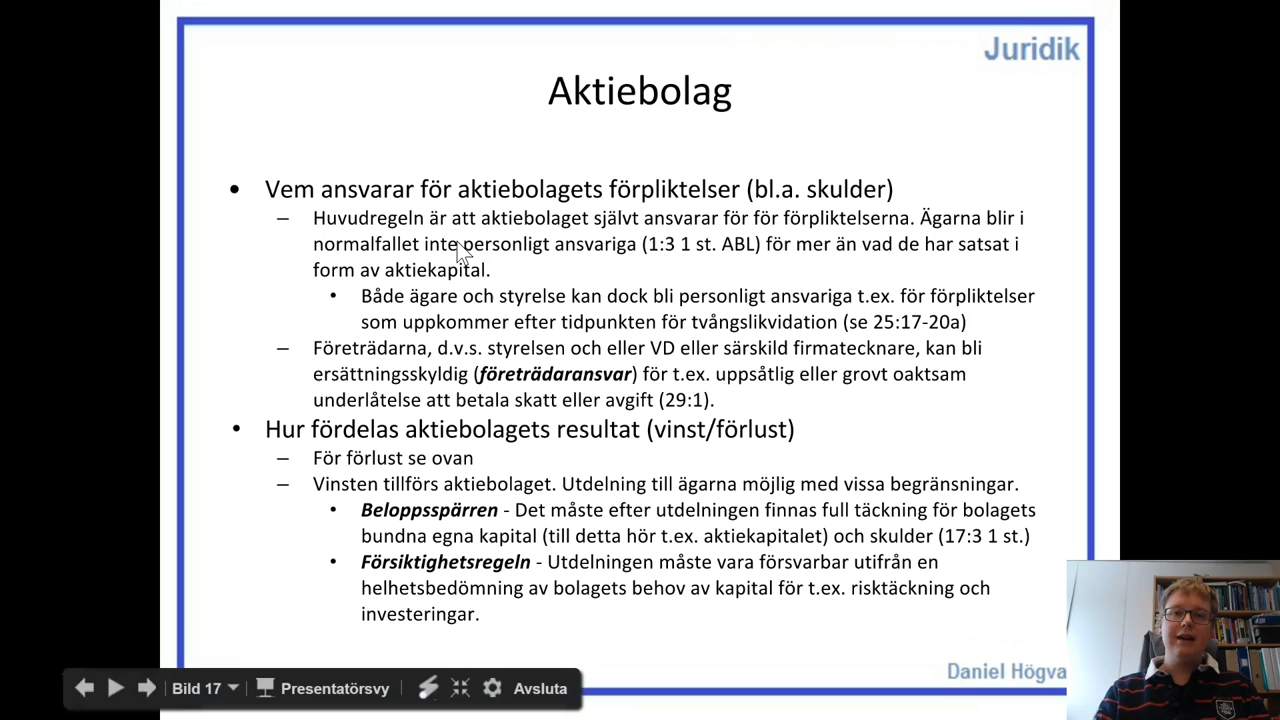 Juridik
Aktiebolag
• Vem ansvarar för aktiebolagets förpliktelser (bl.a. skulder)
– Huvudregeln är att aktiebolaget självt ansvarar för för förpliktelserna. Ägarna blir i
normalfallet inte personligt ansvariga (1:3 1 st. ABL) för mer än vad de har satsat i
form av aktiekapital.
• Både ägare och styrelse kan dock bli personligt ansvariga t.ex. för förpliktelser
som uppkommer efter tidpunkten för tvångslikvidation (se 25:17-20a)
– Företrädarna, d.v.s. styrelsen och eller VD eller särskild firmatecknare, kan bli
ersättningsskyldig (företrädaransvar) för t.ex. uppsåtlig eller grovt oaktsam
underlåtelse att betala skatt eller avgift (29:1).
• Hur fördelas aktiebolagets resultat (vinst/förlust)
– För förlust se ovan
– Vinsten tillförs aktiebolaget. Utdelning till ägarna möjlig med vissa begränsningar.
• Beloppsspärren - Det måste efter utdelningen finnas full täckning för bolagets
bundna egna kapital (till detta hör t.ex. aktiekapitalet) och skulder (17:3 1 st.)
• Försiktighetsregeln - Utdelningen måste vara försvarbar utifrån en
helhetsbedömning av bolagets behov av kapital för t.ex. risktäckning och
investeringar.
Daniel Högva
Bild 17 Presentatörsvy Avsluta